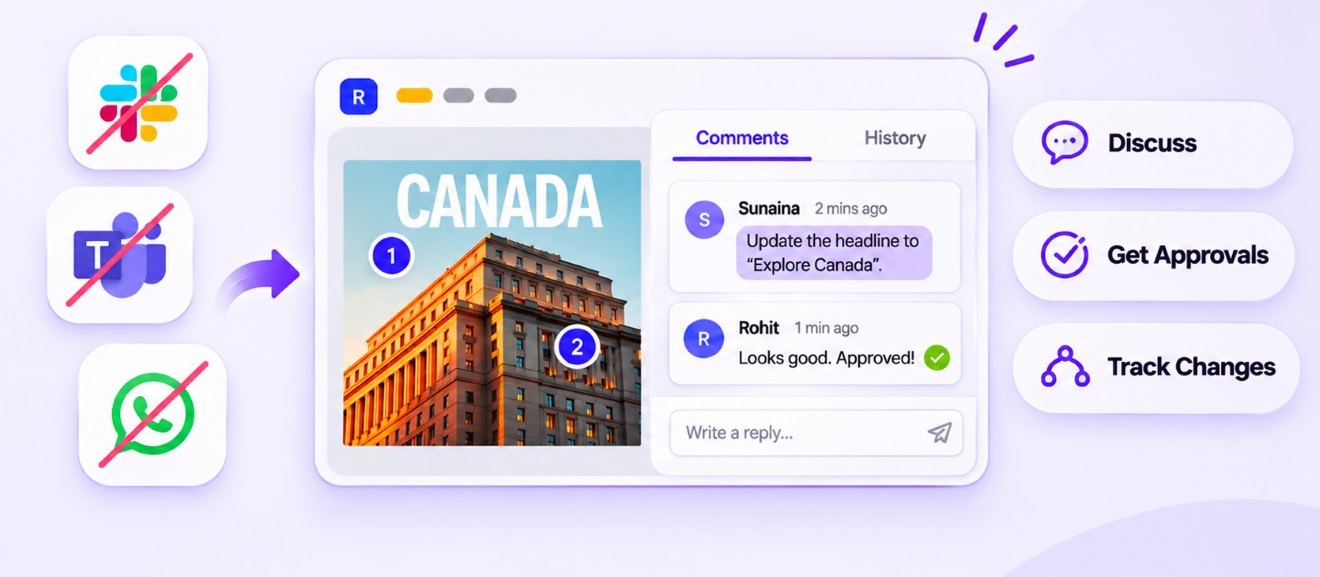 T
R
CANADA
1
2
Comments
History
S
Sunaina
2 mins ago
Update the headline to
“Explore Canada”.
R
Rohit
1 min ago
Looks good. Approved!
Write a reply...
Discuss
Get Approvals
Track Changes